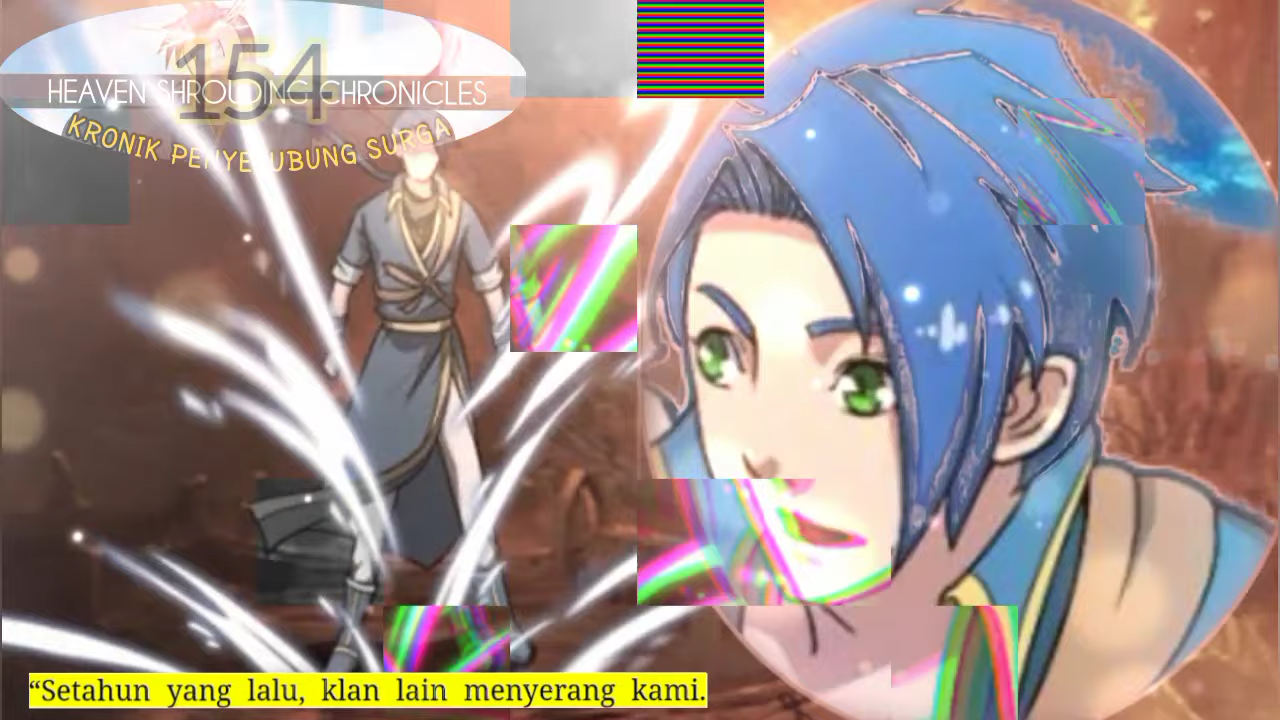 154
HEAVEN SHROUDING CHRONICLES
KRONIK PENYELUBUNG SURGA
“Setahun yang lalu, klan lain menyerang kami.